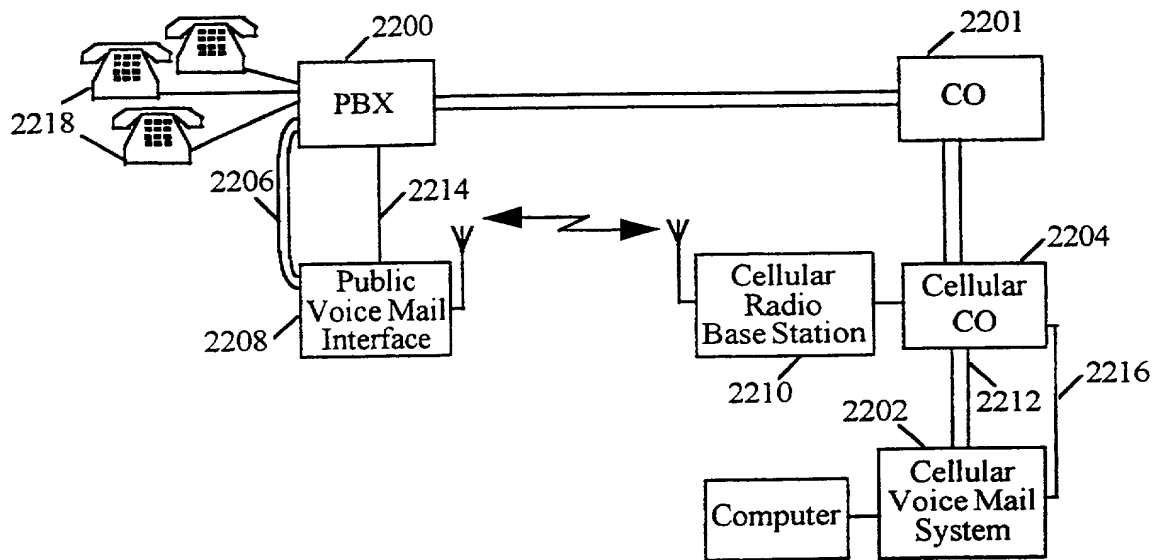 2200
2201
PBX
CO
2218
2206
2214
2204
Public
Voice Mail
Interface
2208
Cellular
Radio
Base Station
2210
Cellular
CO
2212
2216
2202
Computer
Cellular
Voice Mail
System